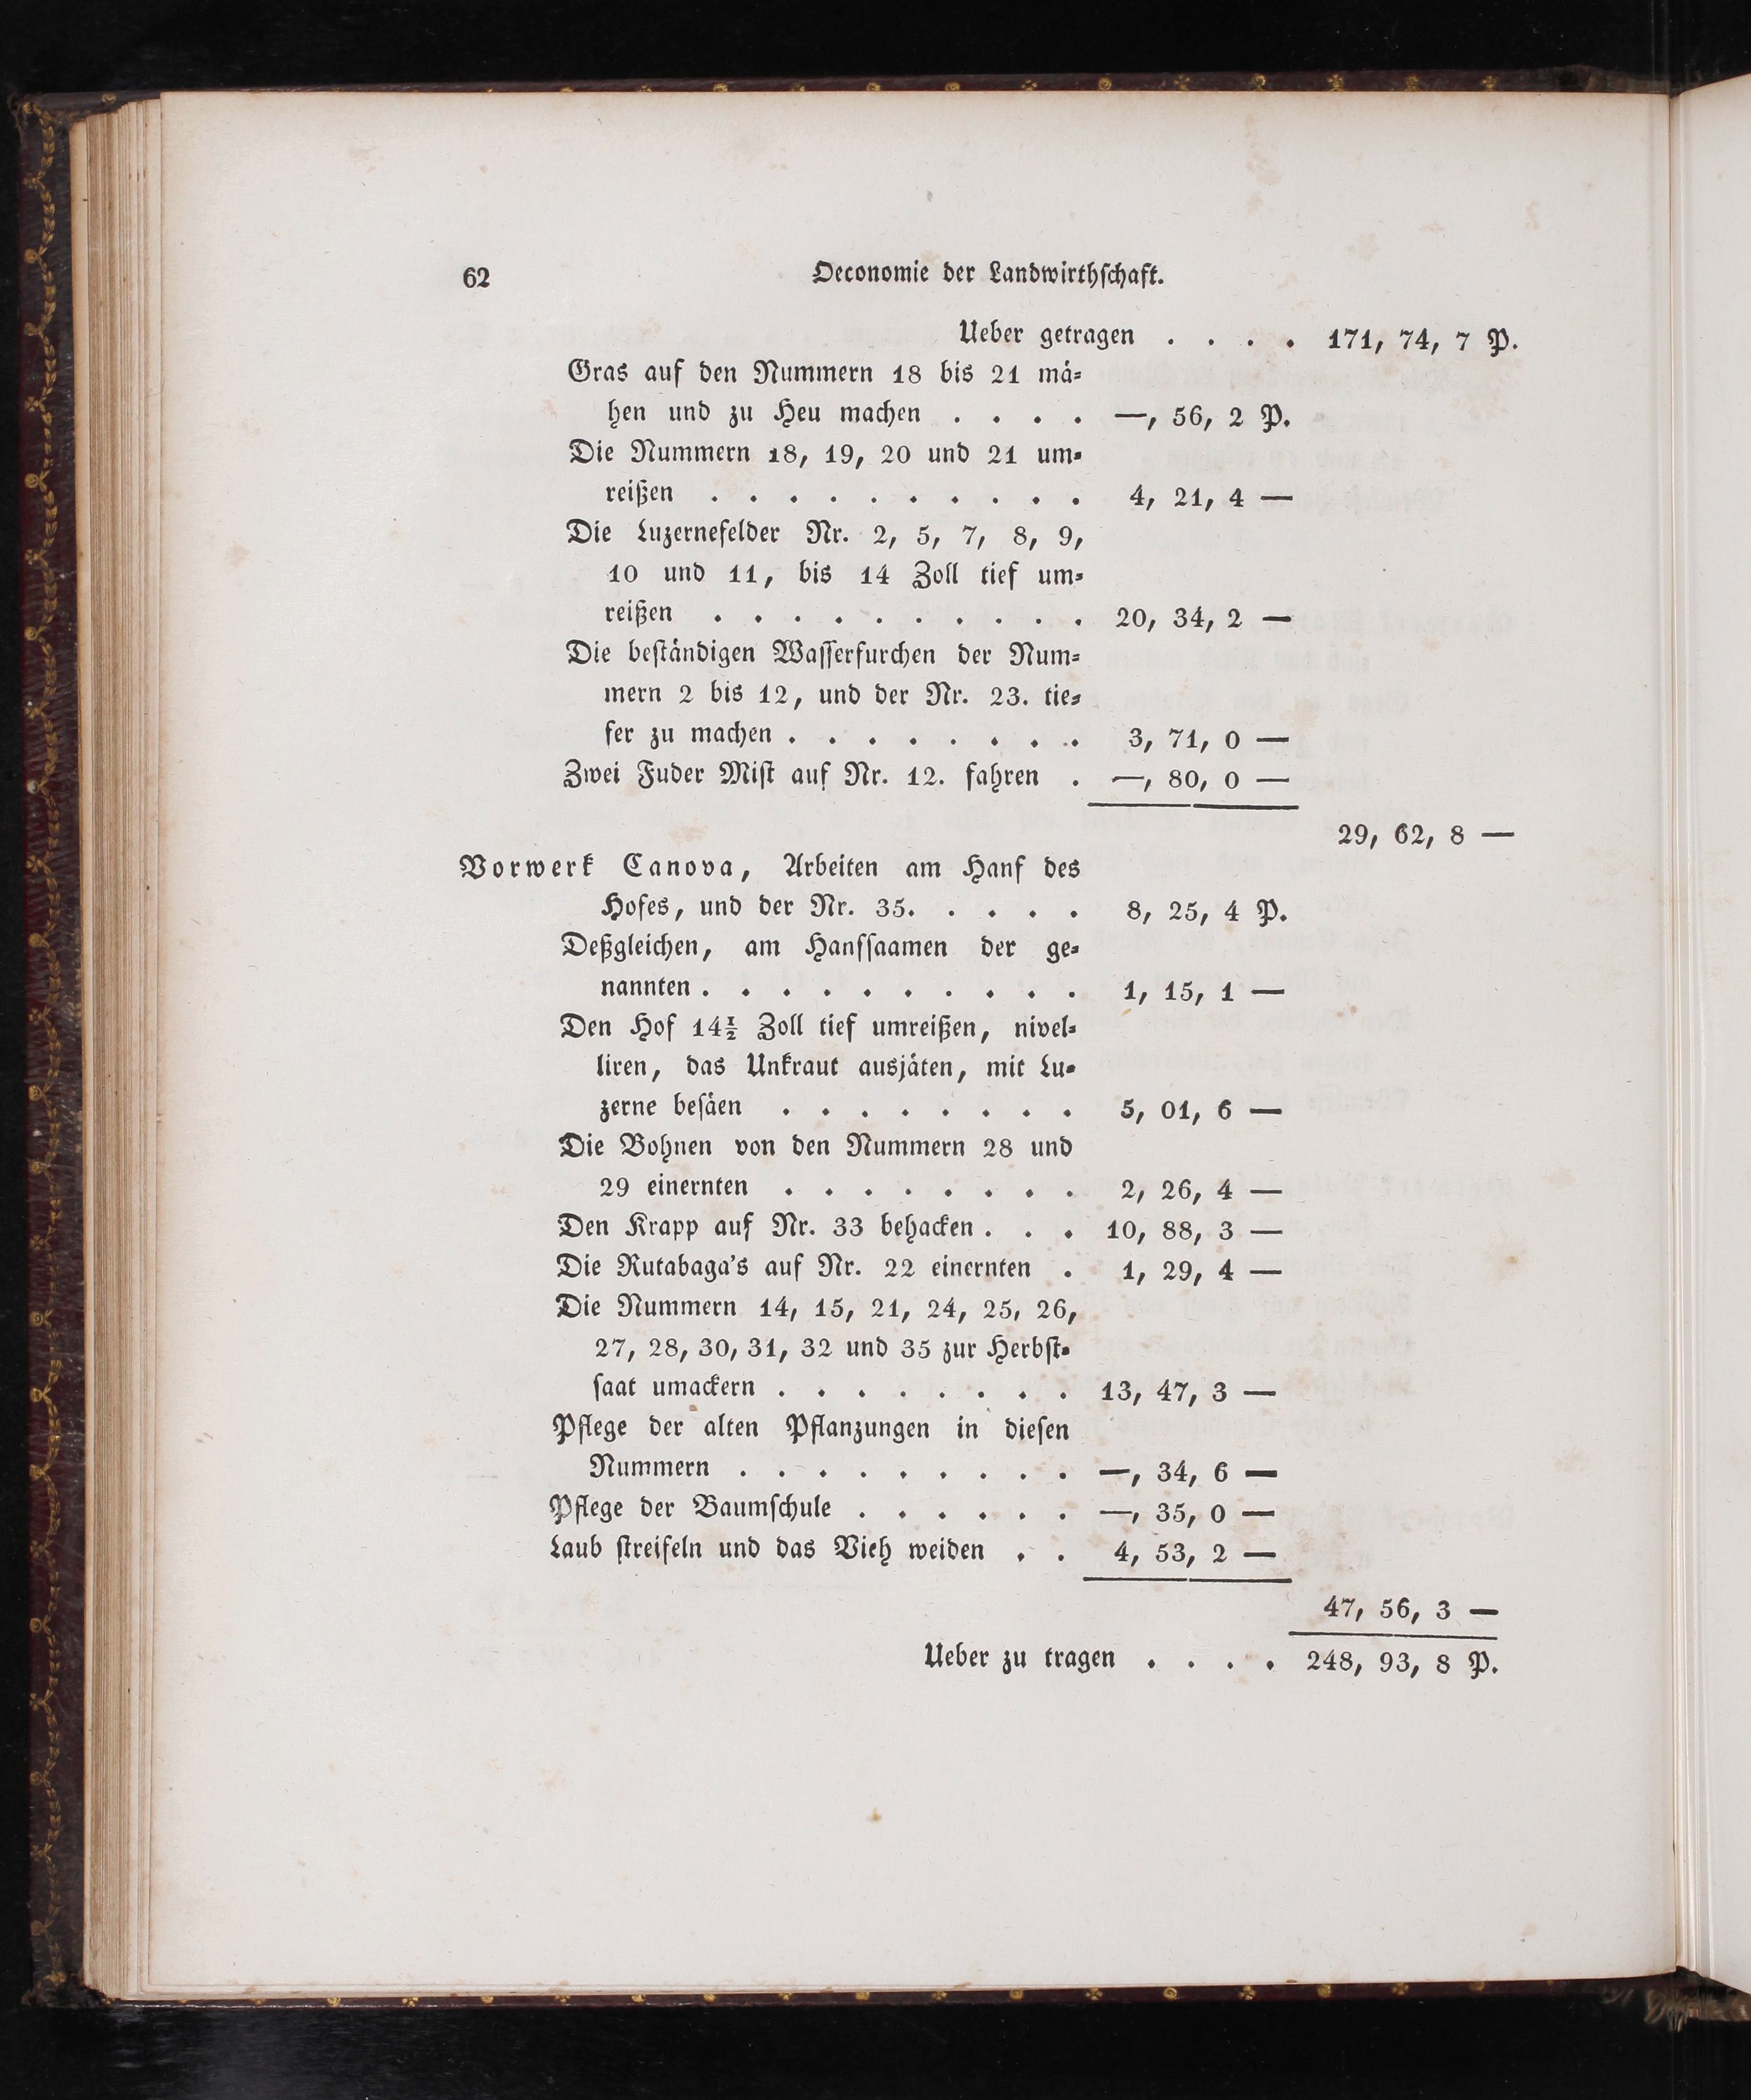 62 Oeconomie der Landwirthschaft.
Ueber getragen . . . . 171, 74, 7 P.
Gras auf den Nummern 18 bis 21 mä-
hen und zu Heu machen . . . . —, 56, 2 P.
Die Nummern 18, 19, 20 und 21 um-
reißen . . . . . . . . . . 4, 21, 4 —
Die Luzernefelder Nr. 2, 5, 7, 8, 9,
10 und 11, bis 14 Zoll tief um-
reißen . . . . . . . . . . 20, 34, 2 —
Die beständigen Wasserfurchen der Num-
mern 2 bis 12, und der Nr. 23. tie-
fer zu machen . . . . . . . . 3, 71, 0 —
Zwei Fuder Mist auf Nr. 12. fahren . —, 80, 0 —
29, 62, 8 —
Vorwerk Canova, Arbeiten am Hanf des
Hofes, und der Nr. 35. . . . . 8, 25, 4 P.
Deßgleichen, am Hanfsaamen der ge-
nannten . . . . . . . . . . 1, 15, 1 —
Den Hof 14½ Zoll tief umreißen, nivel-
liren, das Unkraut ausjäten, mit Lu-
zerne besäen . . . . . . . . 5, 01, 6 —
Die Bohnen von den Nummern 28 und
29 einernten . . . . . . . . 2, 26, 4 —
Den Krapp auf Nr. 33 behacken . . . 10, 88, 3 —
Die Rutabaga's auf Nr. 22 einernten . 1, 29, 4 —
Die Nummern 14, 15, 21, 24, 25, 26,
27, 28, 30, 31, 32 und 35 zur Herbst-
saat umackern . . . . . . . . 13, 47, 3 —
Pflege der alten Pflanzungen in diesen
Nummern . . . . . . . . . —, 34, 6 —
Pflege der Baumschule . . . . . . —, 35, 0 —
Laub streifeln und das Vieh weiden . . 4, 53, 2 —
47, 56, 3 —
Ueber zu tragen . . . . 248, 93, 8 P.